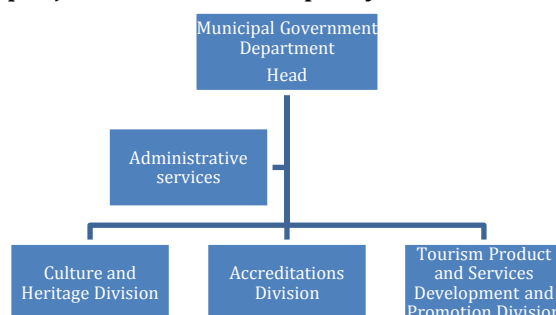 Municipal Government
Department
Head
Administrative
services
Culture and
Heritage Division
Accreditations
Division
Tourism Product
and Services
Development and
Promotion Division